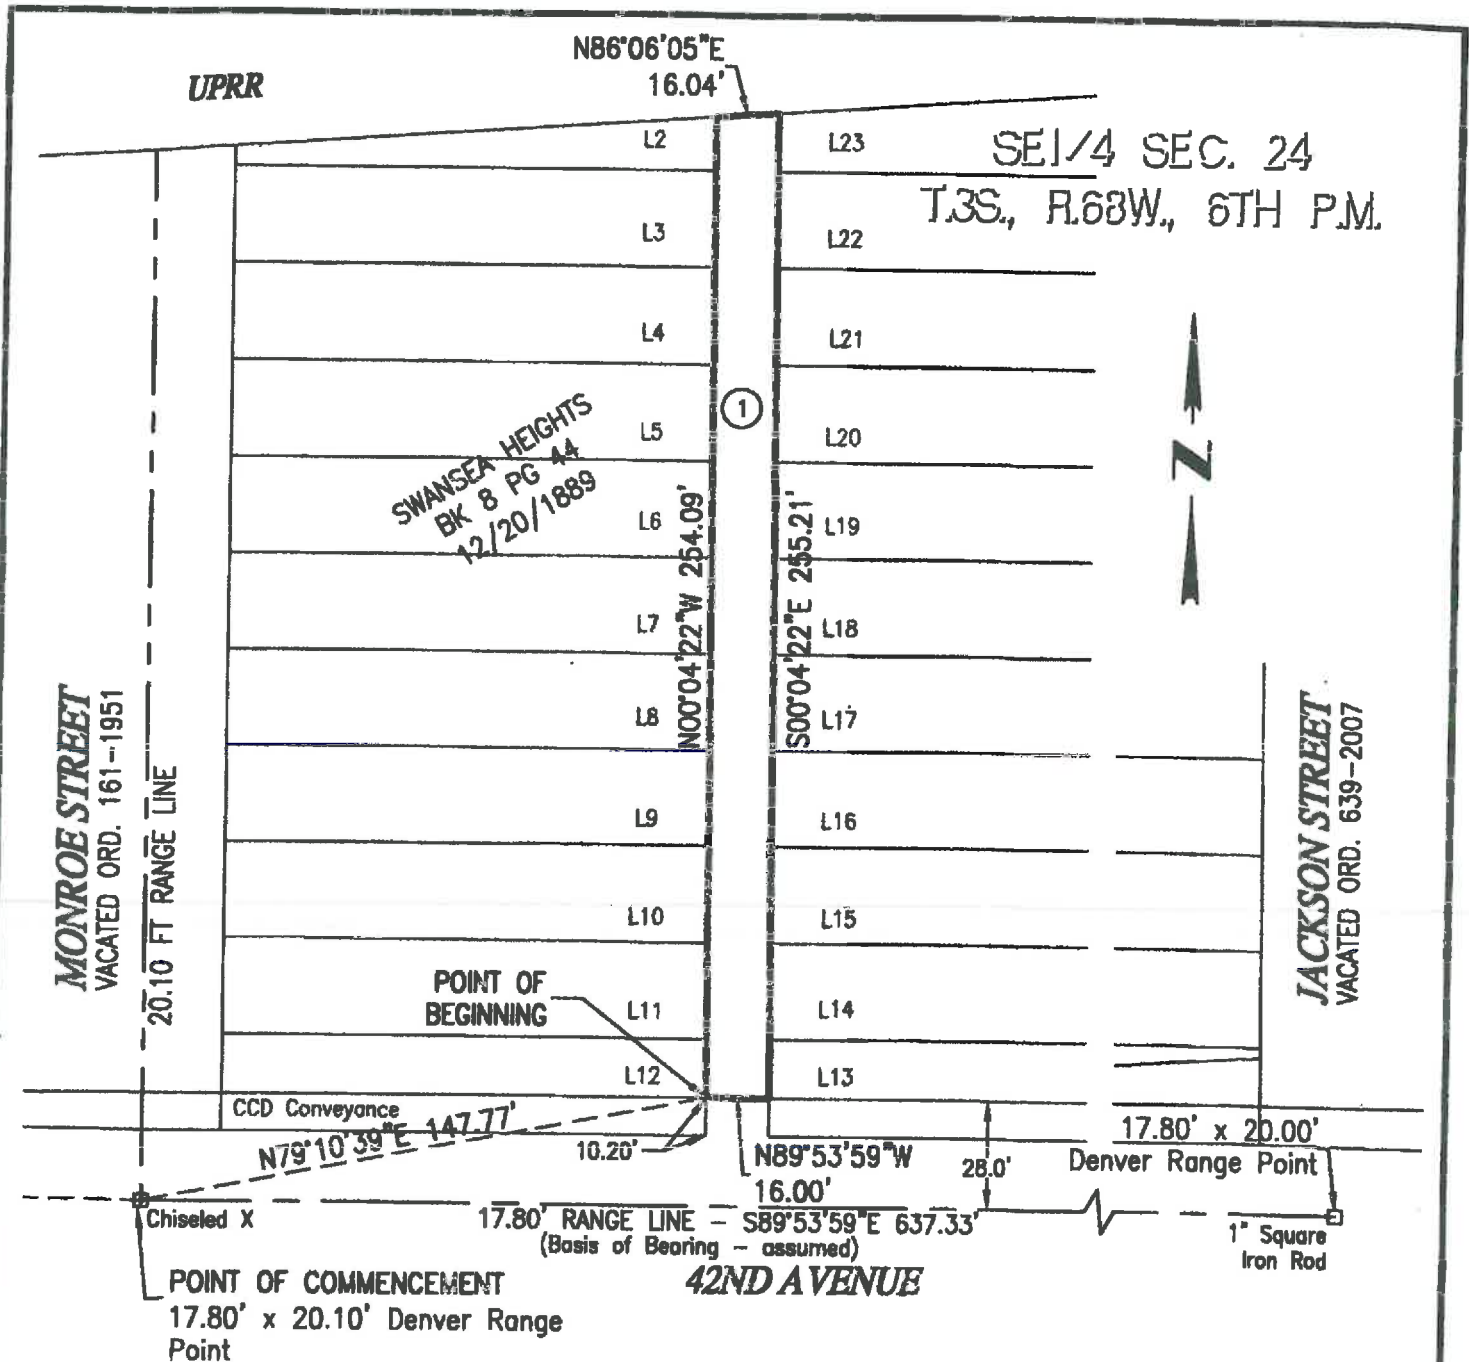 N86°06'05"E
16.04'
UPRR
L2
L23
SE1/4 SEC. 24
T.3S., R.68W., 6TH P.M.
L3
L22
L4
L21
1
L5
L20
SWANSEA HEIGHTS
BK 8 PG 44
12/20/1889
N
L6
L19
N00°04'22"W 254.09'
S00°04'22"E 255.21'
L7
L18
L8
L17
MONROE STREET
VACATED ORD. 161-1951
20.10 FT RANGE LINE
JACKSON STREET
VACATED ORD. 639-2007
L9
L16
L10
L15
POINT OF
BEGINNING
L11
L14
L12
L13
CCD Conveyance
N79°10'39"E 147.77'
10.20'
N89°53'59"W
16.00'
28.0'
17.80' x 20.00'
Denver Range Point
Chiseled X
17.80' RANGE LINE - S89°53'59"E 637.33'
(Basis of Bearing - assumed)
1" Square
Iron Rod
42ND AVENUE
POINT OF COMMENCEMENT
17.80' x 20.10' Denver Range
Point